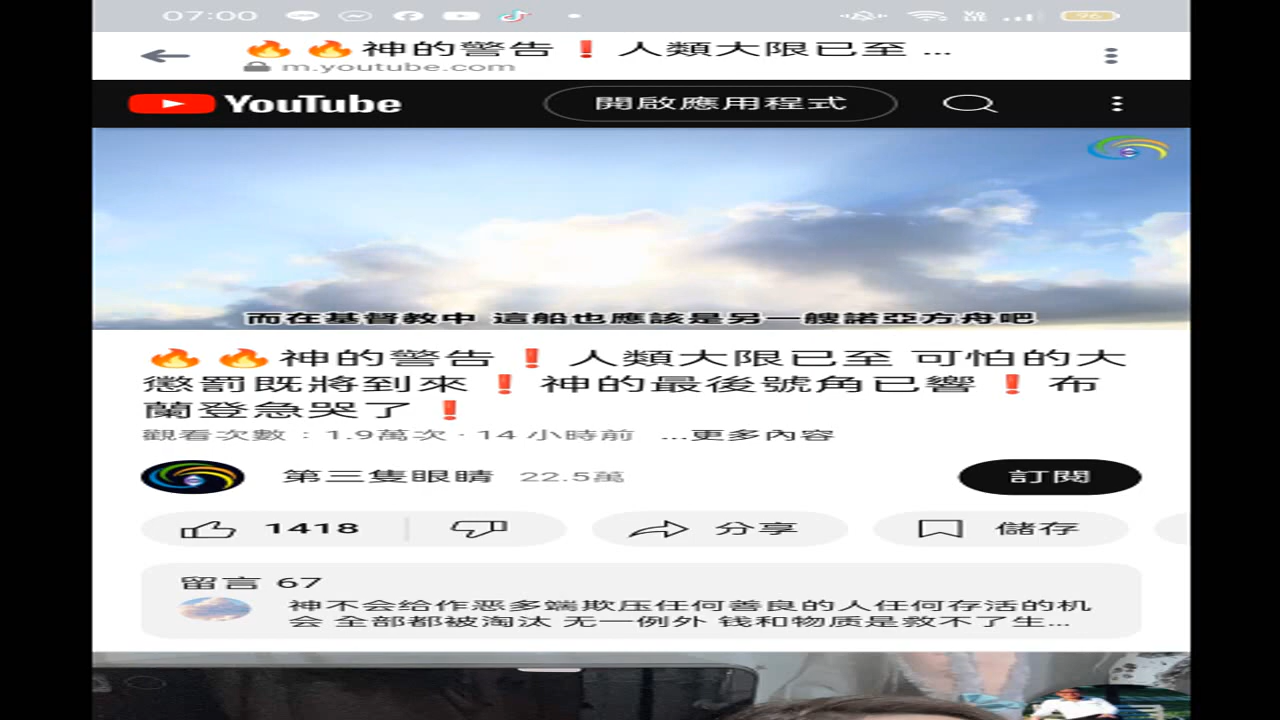 07:00
VO
LTE
96
🔥🔥神的警告❗人類大限已至 ...
m.youtube.com
YouTube
開啟應用程式
而在基督教中 這船也應該是另一艘諾亞方舟吧
🔥🔥神的警告❗人類大限已至 可怕的大
懲罰既將到來❗神的最後號角已響❗布
蘭登急哭了❗
觀看次數：1.9萬次 · 14 小時前 ...更多內容
第三隻眼睛 22.5萬
訂閱
1418
分享
儲存
留言 67
神不会给作恶多端欺压任何善良的人任何存活的机
会 全部都被淘汰 无一例外 钱和物质是救不了生...